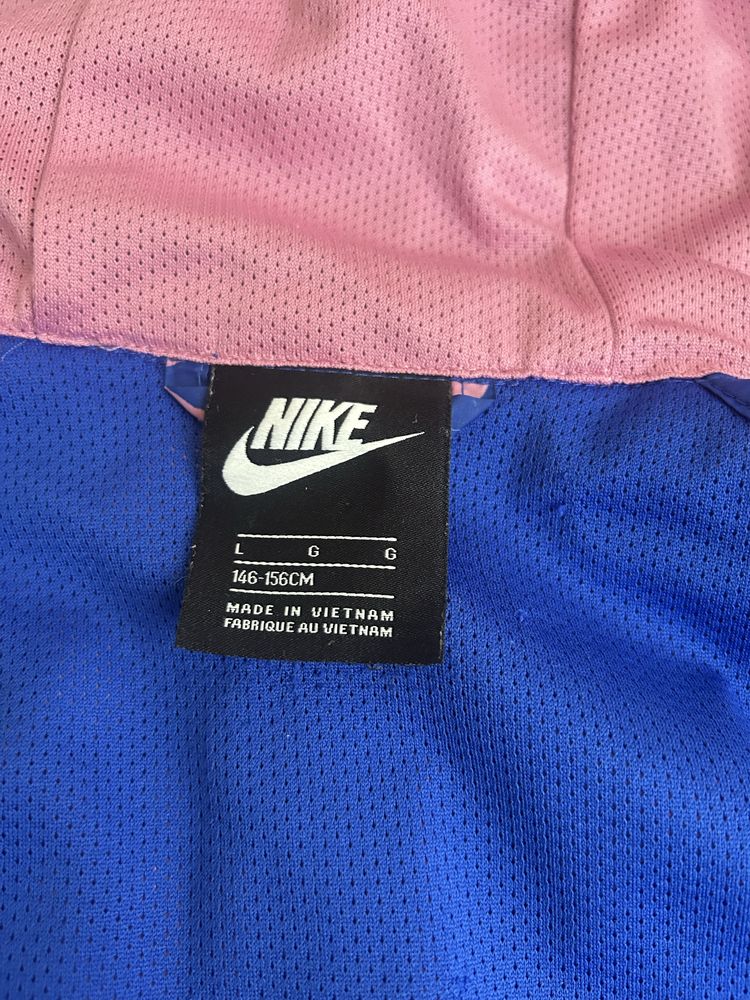 NIKE
L G G
146-156CM
MADE IN VIETNAM
FABRIQUE AU VIETNAM